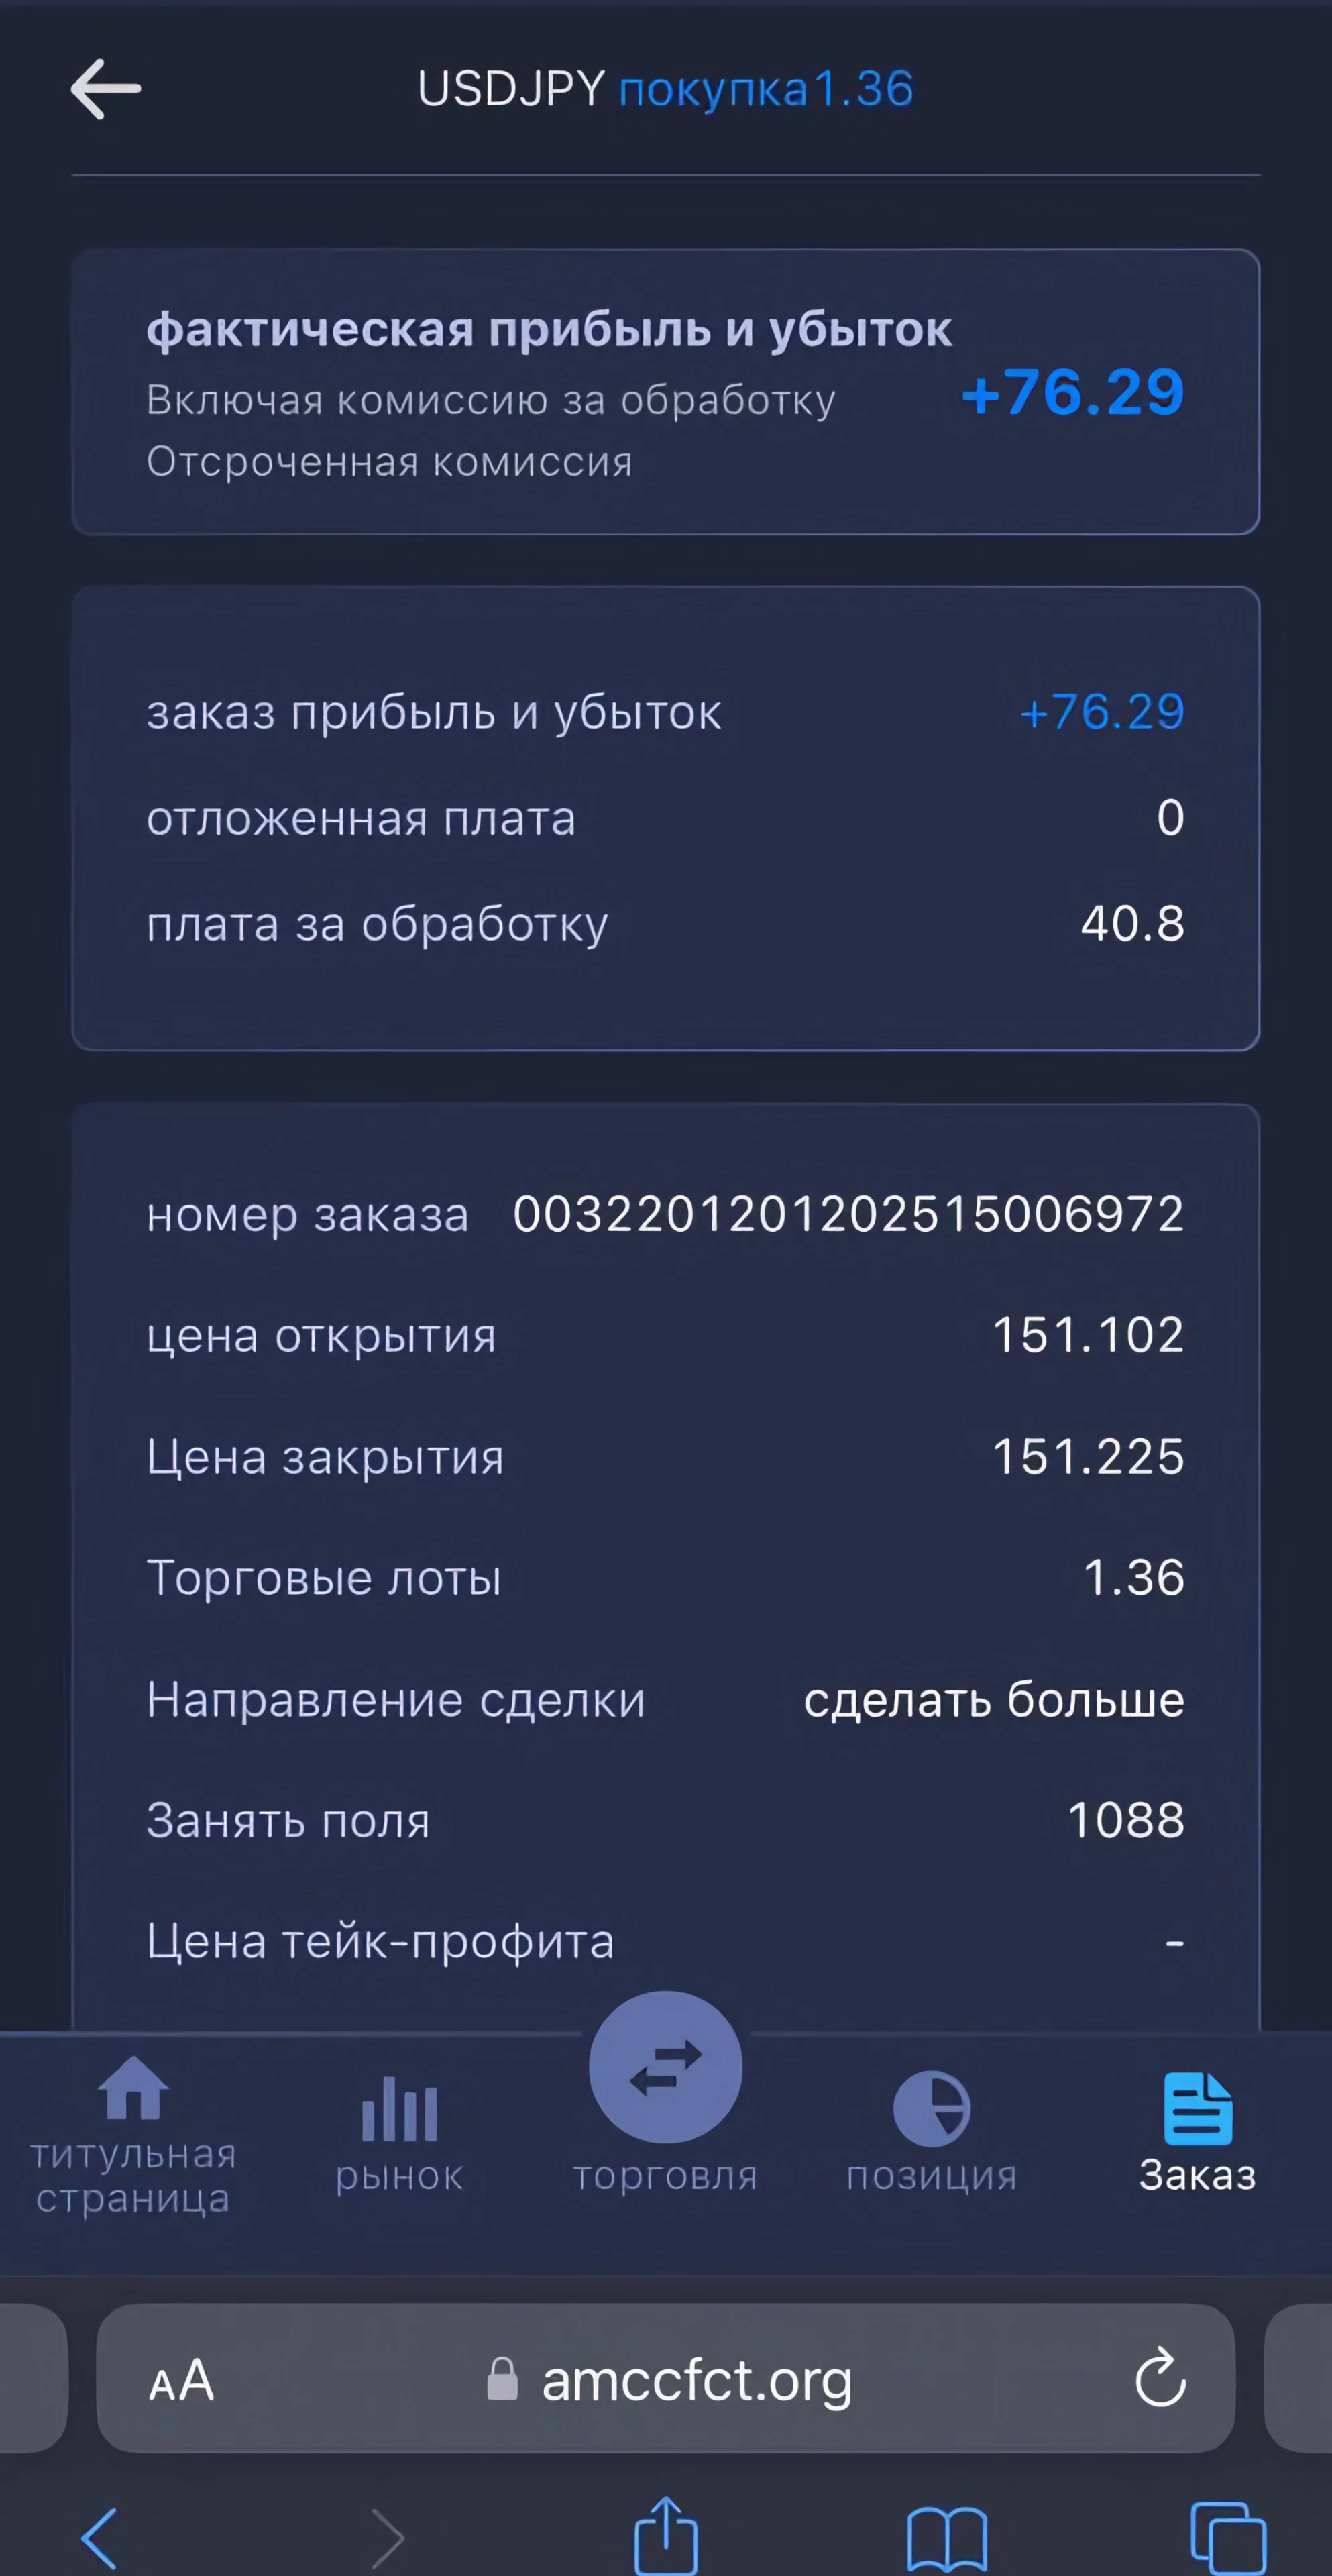 USDJPY покупка1.36
фактическая прибыль и убыток
Включая комиссию за обработку
Отсроченная комиссия
+76.29
заказ прибыль и убыток +76.29
отложенная плата 0
плата за обработку 40.8
номер заказа 0032201201202515006972
цена открытия 151.102
Цена закрытия 151.225
Торговые лоты 1.36
Направление сделки сделать больше
Занять поля 1088
Цена тейк-профита -
титульная
страница
рынок
торговля
позиция
Заказ
AA amccfct.org